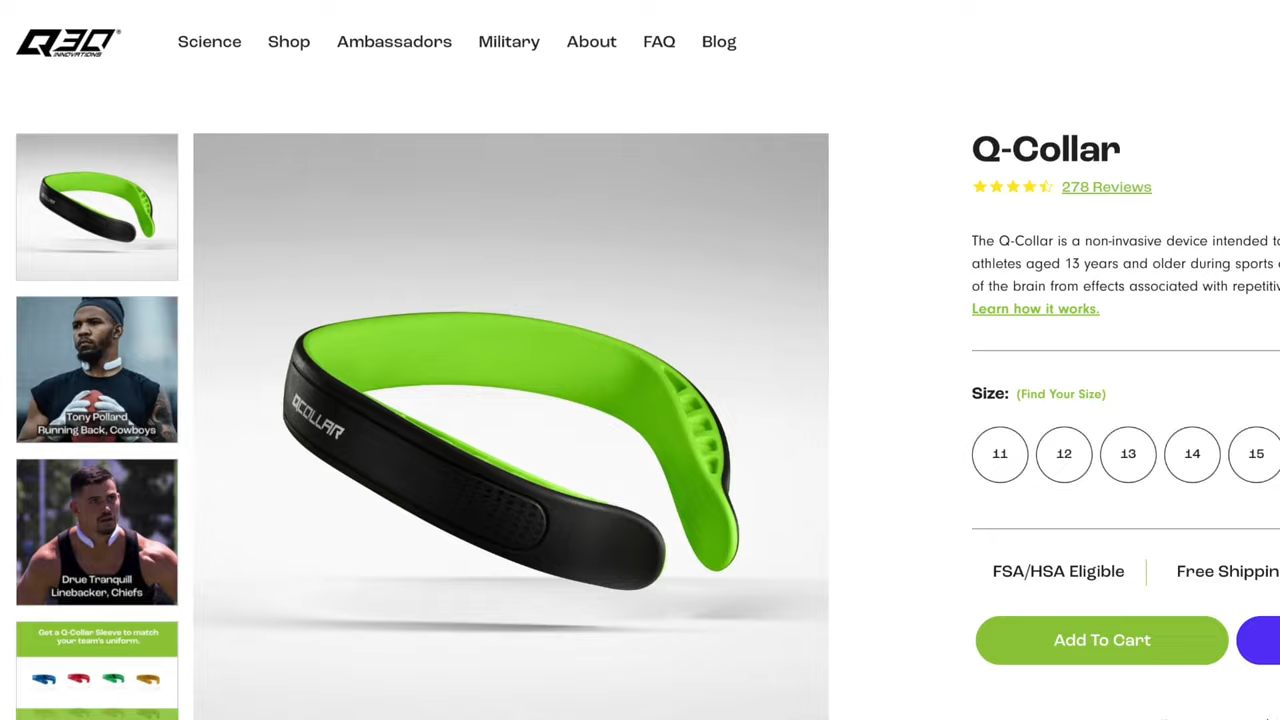 Q30
INNOVATIONS
Science Shop Ambassadors Military About FAQ Blog
Q-Collar
278 Reviews
The Q-Collar is a non-invasive device intended
athletes aged 13 years and older during sports
of the brain from effects associated with
Learn how it works.
QCOLLAR
Tony Pollard
Running Back, Cowboys
Size: (Find Your Size)
11 12 13 14 15
Drue Tranquill
Linebacker, Chiefs
FSA/HSA Eligible
Free
Add To Cart
Get a Q-Collar Sleeve to match
your team's uniform.